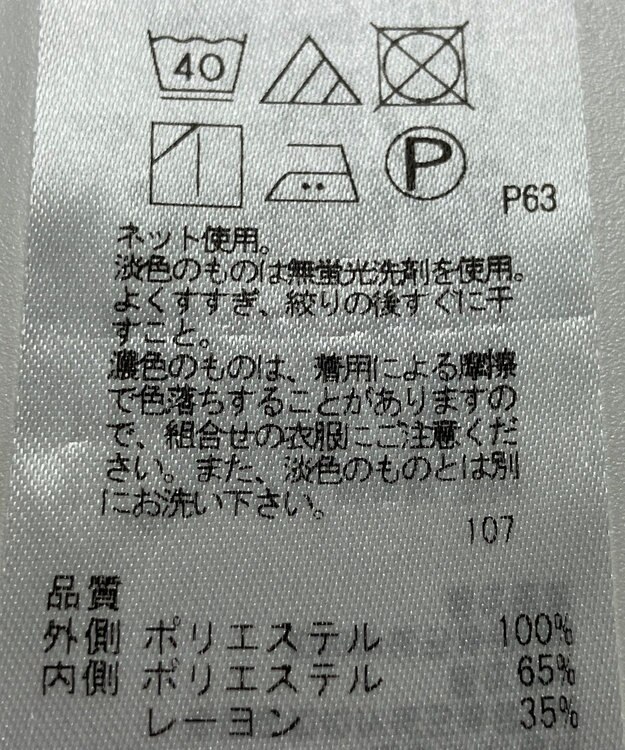 40
P
P63
ネット使用。
淡色のものは無蛍光洗剤を使用。
よくすすぎ、絞りの後すぐに干
すこと。
濃色のものは、着用による摩擦
で色落ちすることがありますの
で、組合せの衣服にご注意くだ
さい。また、淡色のものとは別
にお洗い下さい。
107
品質
外側 ポリエステル 100%
内側 ポリエステル 65%
レーヨン 35%